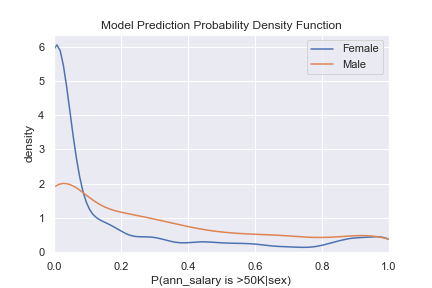 Model Prediction Probability Density Function
Female
Male
density
6
5
4
3
2
1
0
0.0 0.2 0.4 0.6 0.8 1.0
P(ann_salary is >50K|sex)